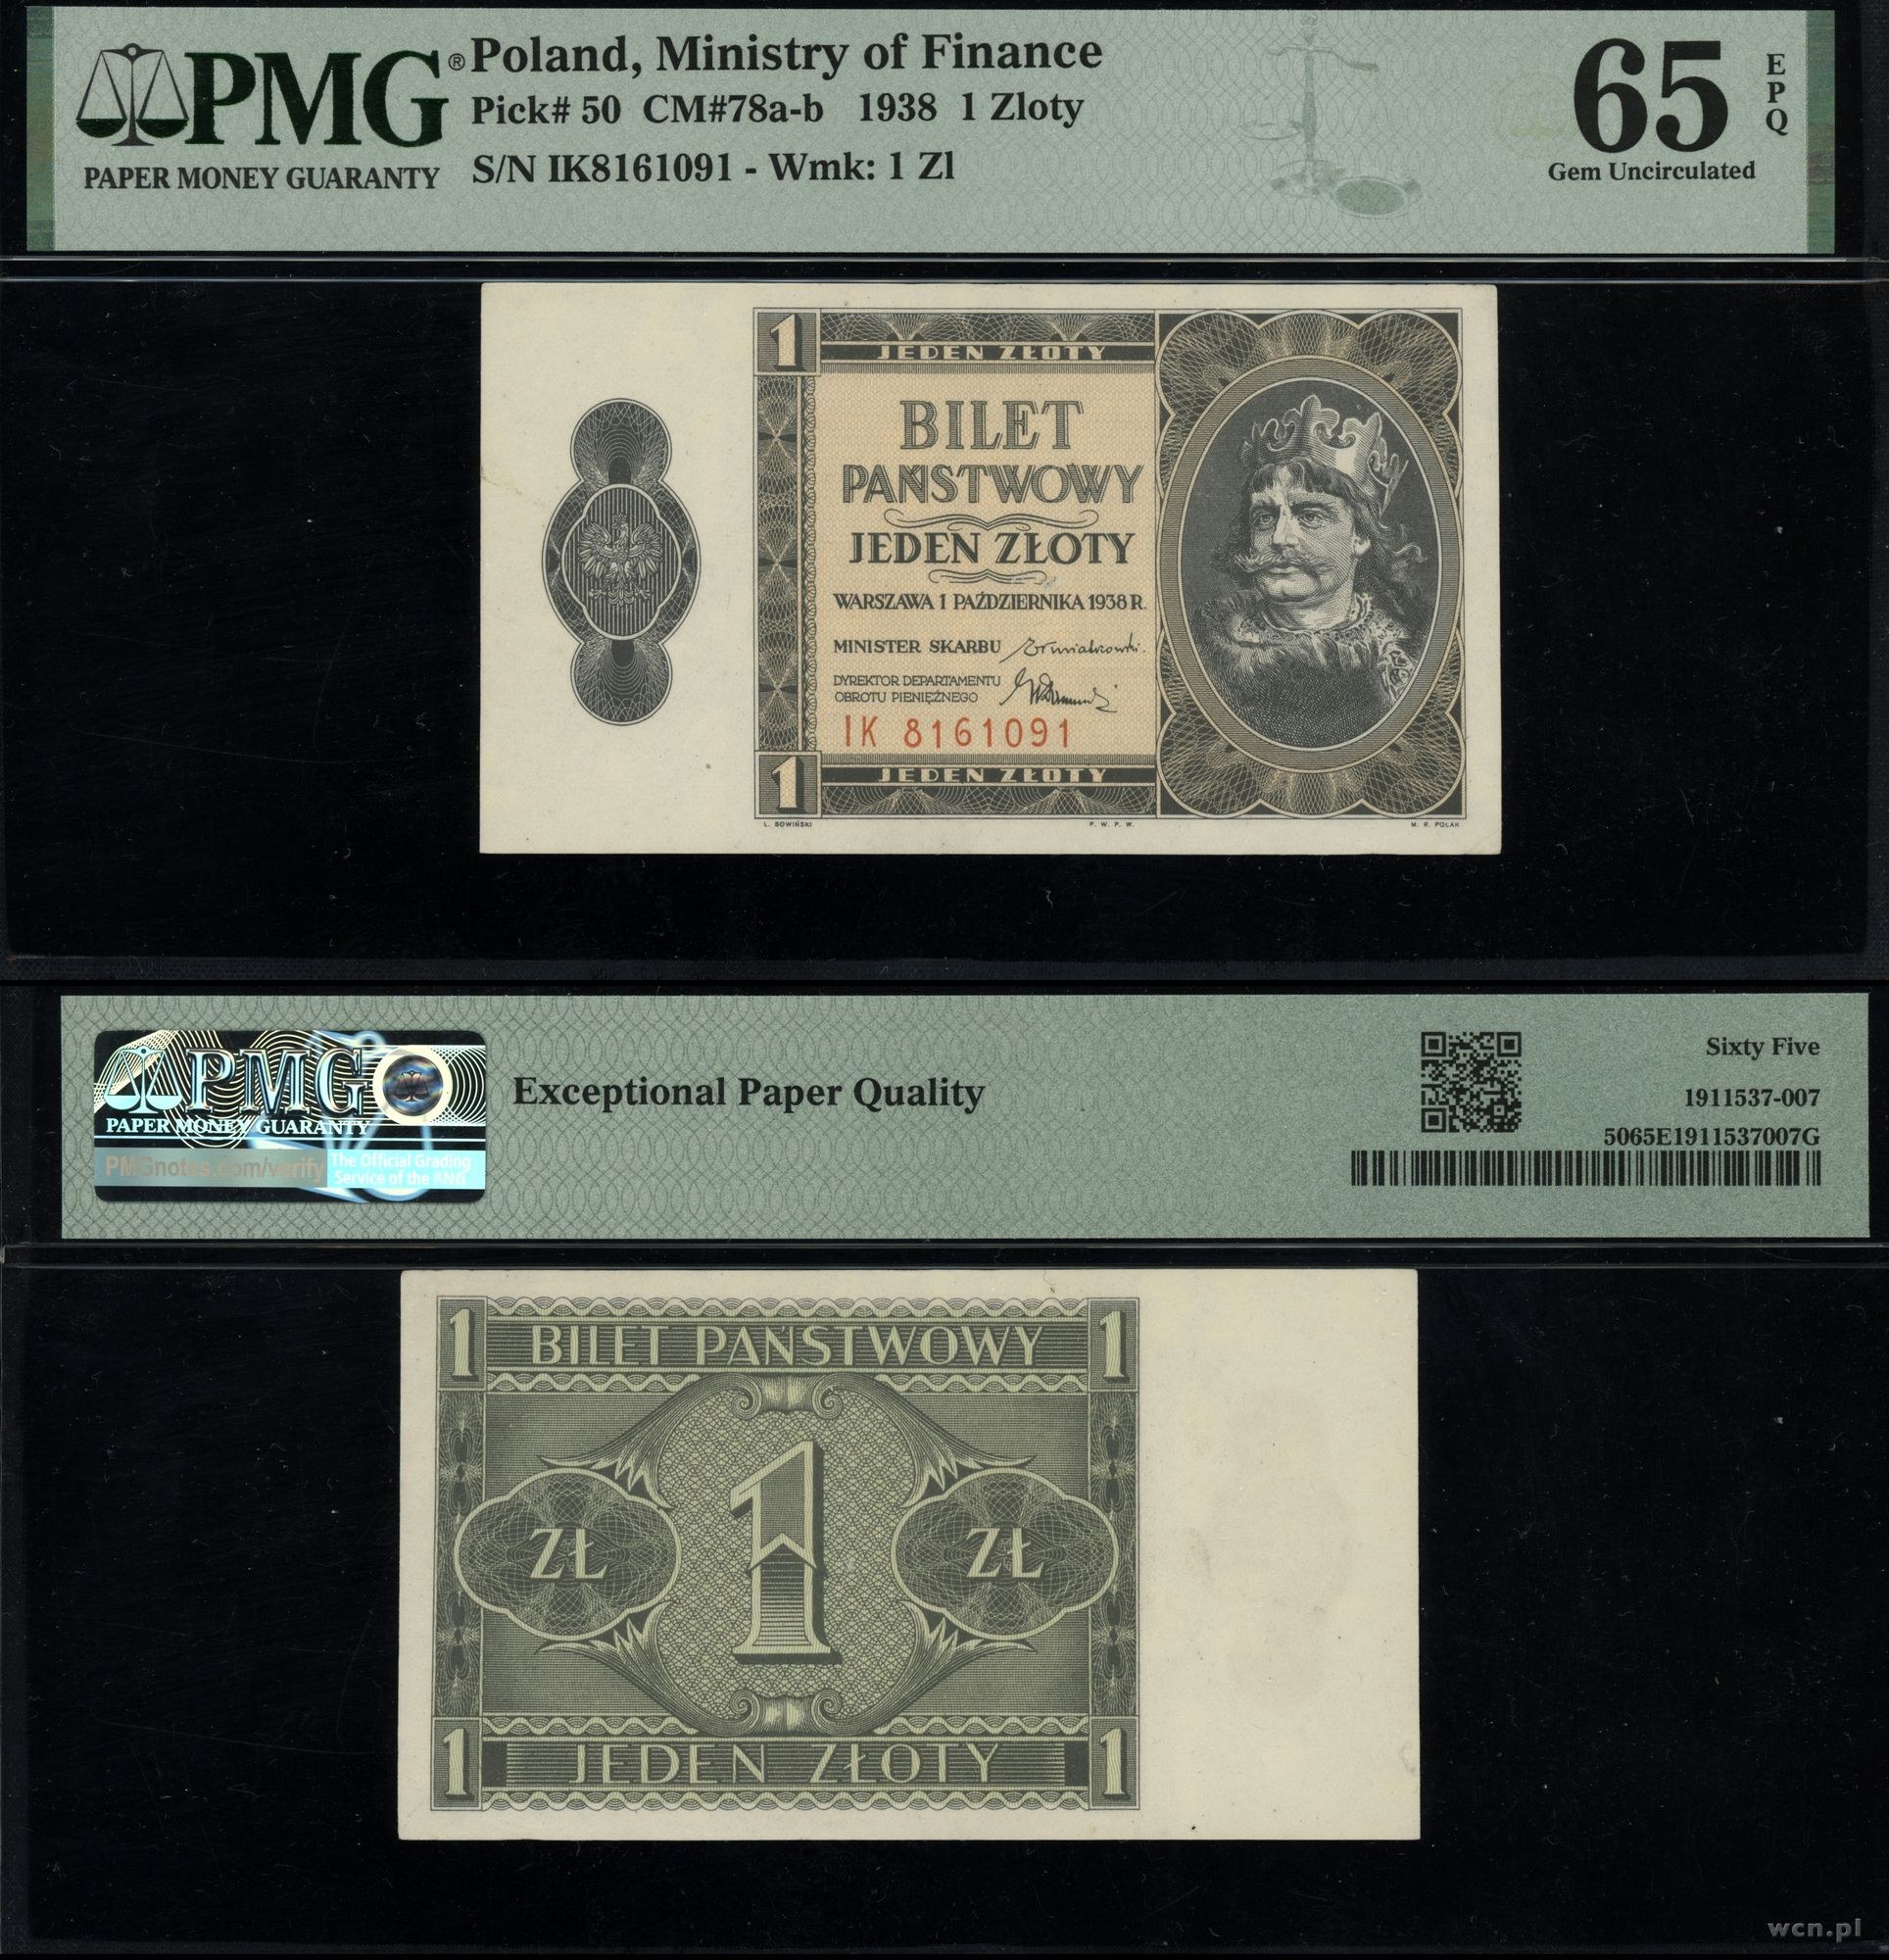 PMG® Poland, Ministry of Finance
Pick# 50 CM#78a-b 1938 1 Zloty
PAPER MONEY GUARANTY S/N IK8161091 - Wmk: 1 Zl
65 EPQ
Gem Uncirculated
1 JEDEN ZŁOTY
BILET
PAŃSTWOWY
JEDEN ZŁOTY
WARSZAWA 1 PAŹDZIERNIKA 1938 R.
MINISTER SKARBU
DYREKTOR DEPARTAMENTU
OBROTU PIENIĘŻNEGO
IK 8161091
1 JEDEN ZŁOTY
L. SOWIŃSKI P. W. P. W. M. R. POLAK
PMG
PAPER MONEY GUARANTY
PMGnotes.com/verify
The Official Grading
Service of the ANA
Exceptional Paper Quality
Sixty Five
1911537-007
5065E1911537007G
1 BILET PAŃSTWOWY 1
ZŁ 1 ZŁ
1 JEDEN ZŁOTY 1
wcn.pl